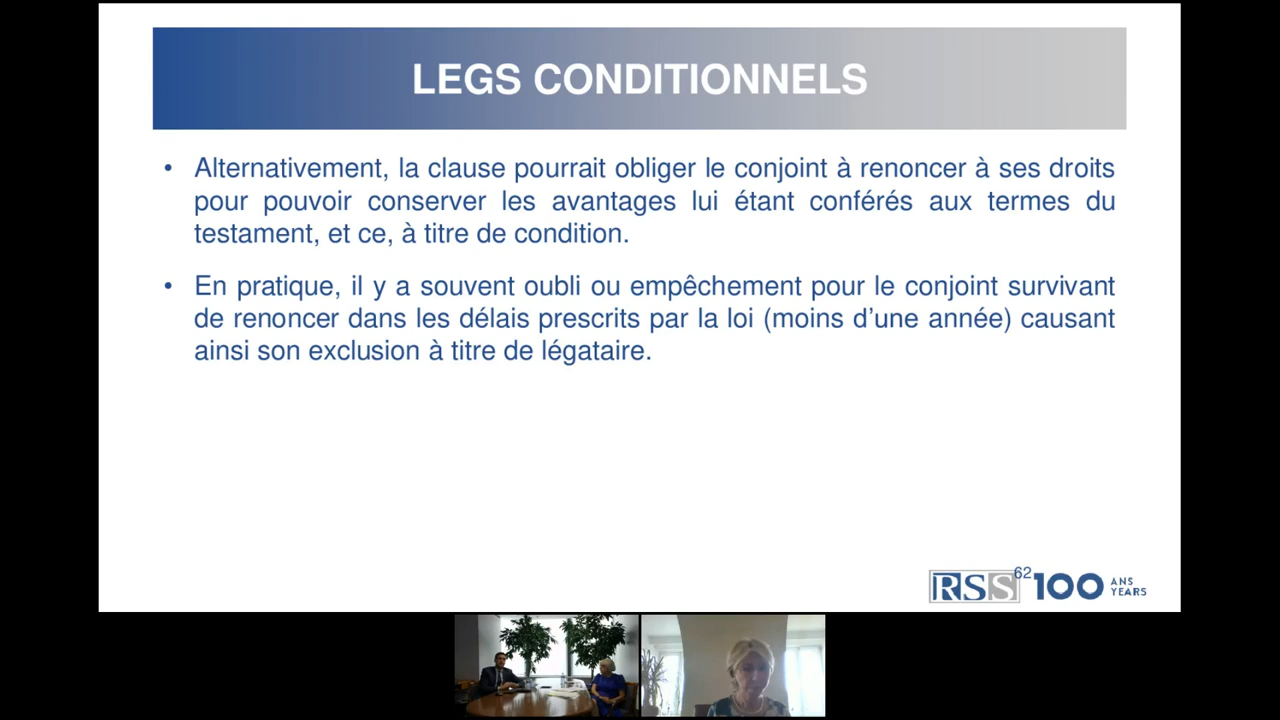 LEGS CONDITIONNELS
• Alternativement, la clause pourrait obliger le conjoint à renoncer à ses droits
pour pouvoir conserver les avantages lui étant conférés aux termes du
testament, et ce, à titre de condition.
• En pratique, il y a souvent oubli ou empêchement pour le conjoint survivant
de renoncer dans les délais prescrits par la loi (moins d’une année) causant
ainsi son exclusion à titre de légataire.
RSS 62 100 ANS
YEARS